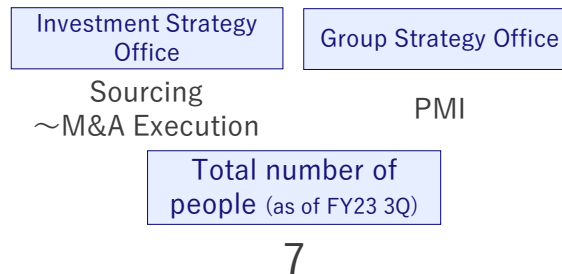 Investment Strategy
Office
Group Strategy Office
Sourcing
～M&A Execution
PMI
Total number of
people (as of FY23 3Q)
7